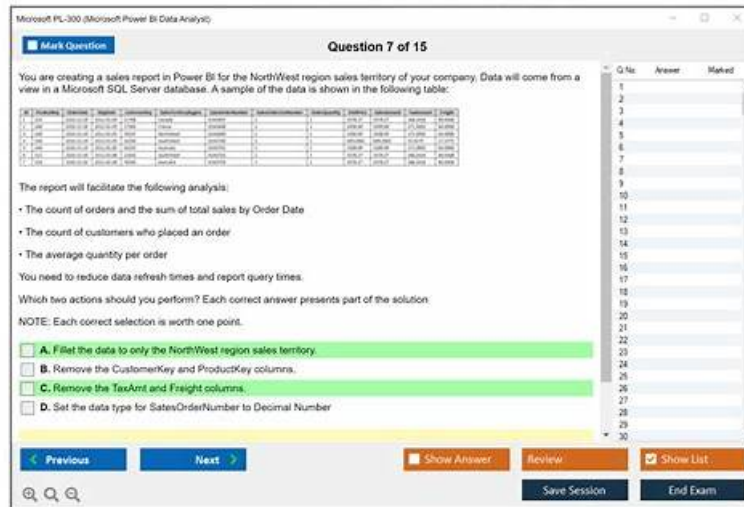 Microsoft PL-300 (Microsoft Power BI Data Analyst)
Mark Question
Question 7 of 15
You are creating a sales report in Power BI for the NorthWest region sales territory of your company. Data will come from a
view in a Microsoft SQL Server database. A sample of the data is shown in the following table:
The report will facilitate the following analysis:
• The count of orders and the sum of total sales by Order Date
• The count of customers who placed an order
• The average quantity per order
You need to reduce data refresh times and report query times.
Which two actions should you perform? Each correct answer presents part of the solution
NOTE: Each correct selection is worth one point.
A. Fillet the data to only the NorthWest region sales territory.
B. Remove the CustomerKey and ProductKey columns.
C. Remove the TaxAmt and Freight columns.
D. Set the data type for SatesOrderNumber to Decimal Number
Q.No. Answer Marked
1
2
3
4
5
6
7
8
9
10
11
12
13
14
15
16
17
18
19
20
21
22
23
24
25
26
27
28
29
30
Previous
Next
Show Answer
Review
Show List
Save Session
End Exam